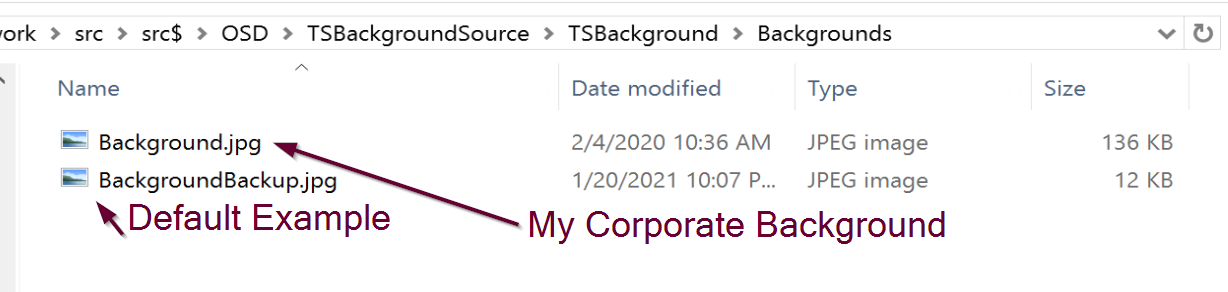 ork > src > src$ > OSD > TSBackgroundSource > TSBackground > Backgrounds
Name Date modified Type Size
Background.jpg 2/4/2020 10:36 AM JPEG image 136 KB
BackgroundBackup.jpg 1/20/2021 10:07 P... JPEG image 12 KB
Default Example
My Corporate Background